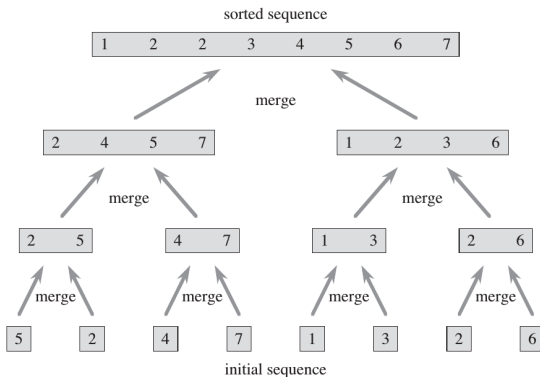 sorted sequence
1 2 2 3 4 5 6 7
merge
2 4 5 7 1 2 3 6
merge merge
2 5 4 7 1 3 2 6
merge merge merge merge
5 2 4 7 1 3 2 6
initial sequence